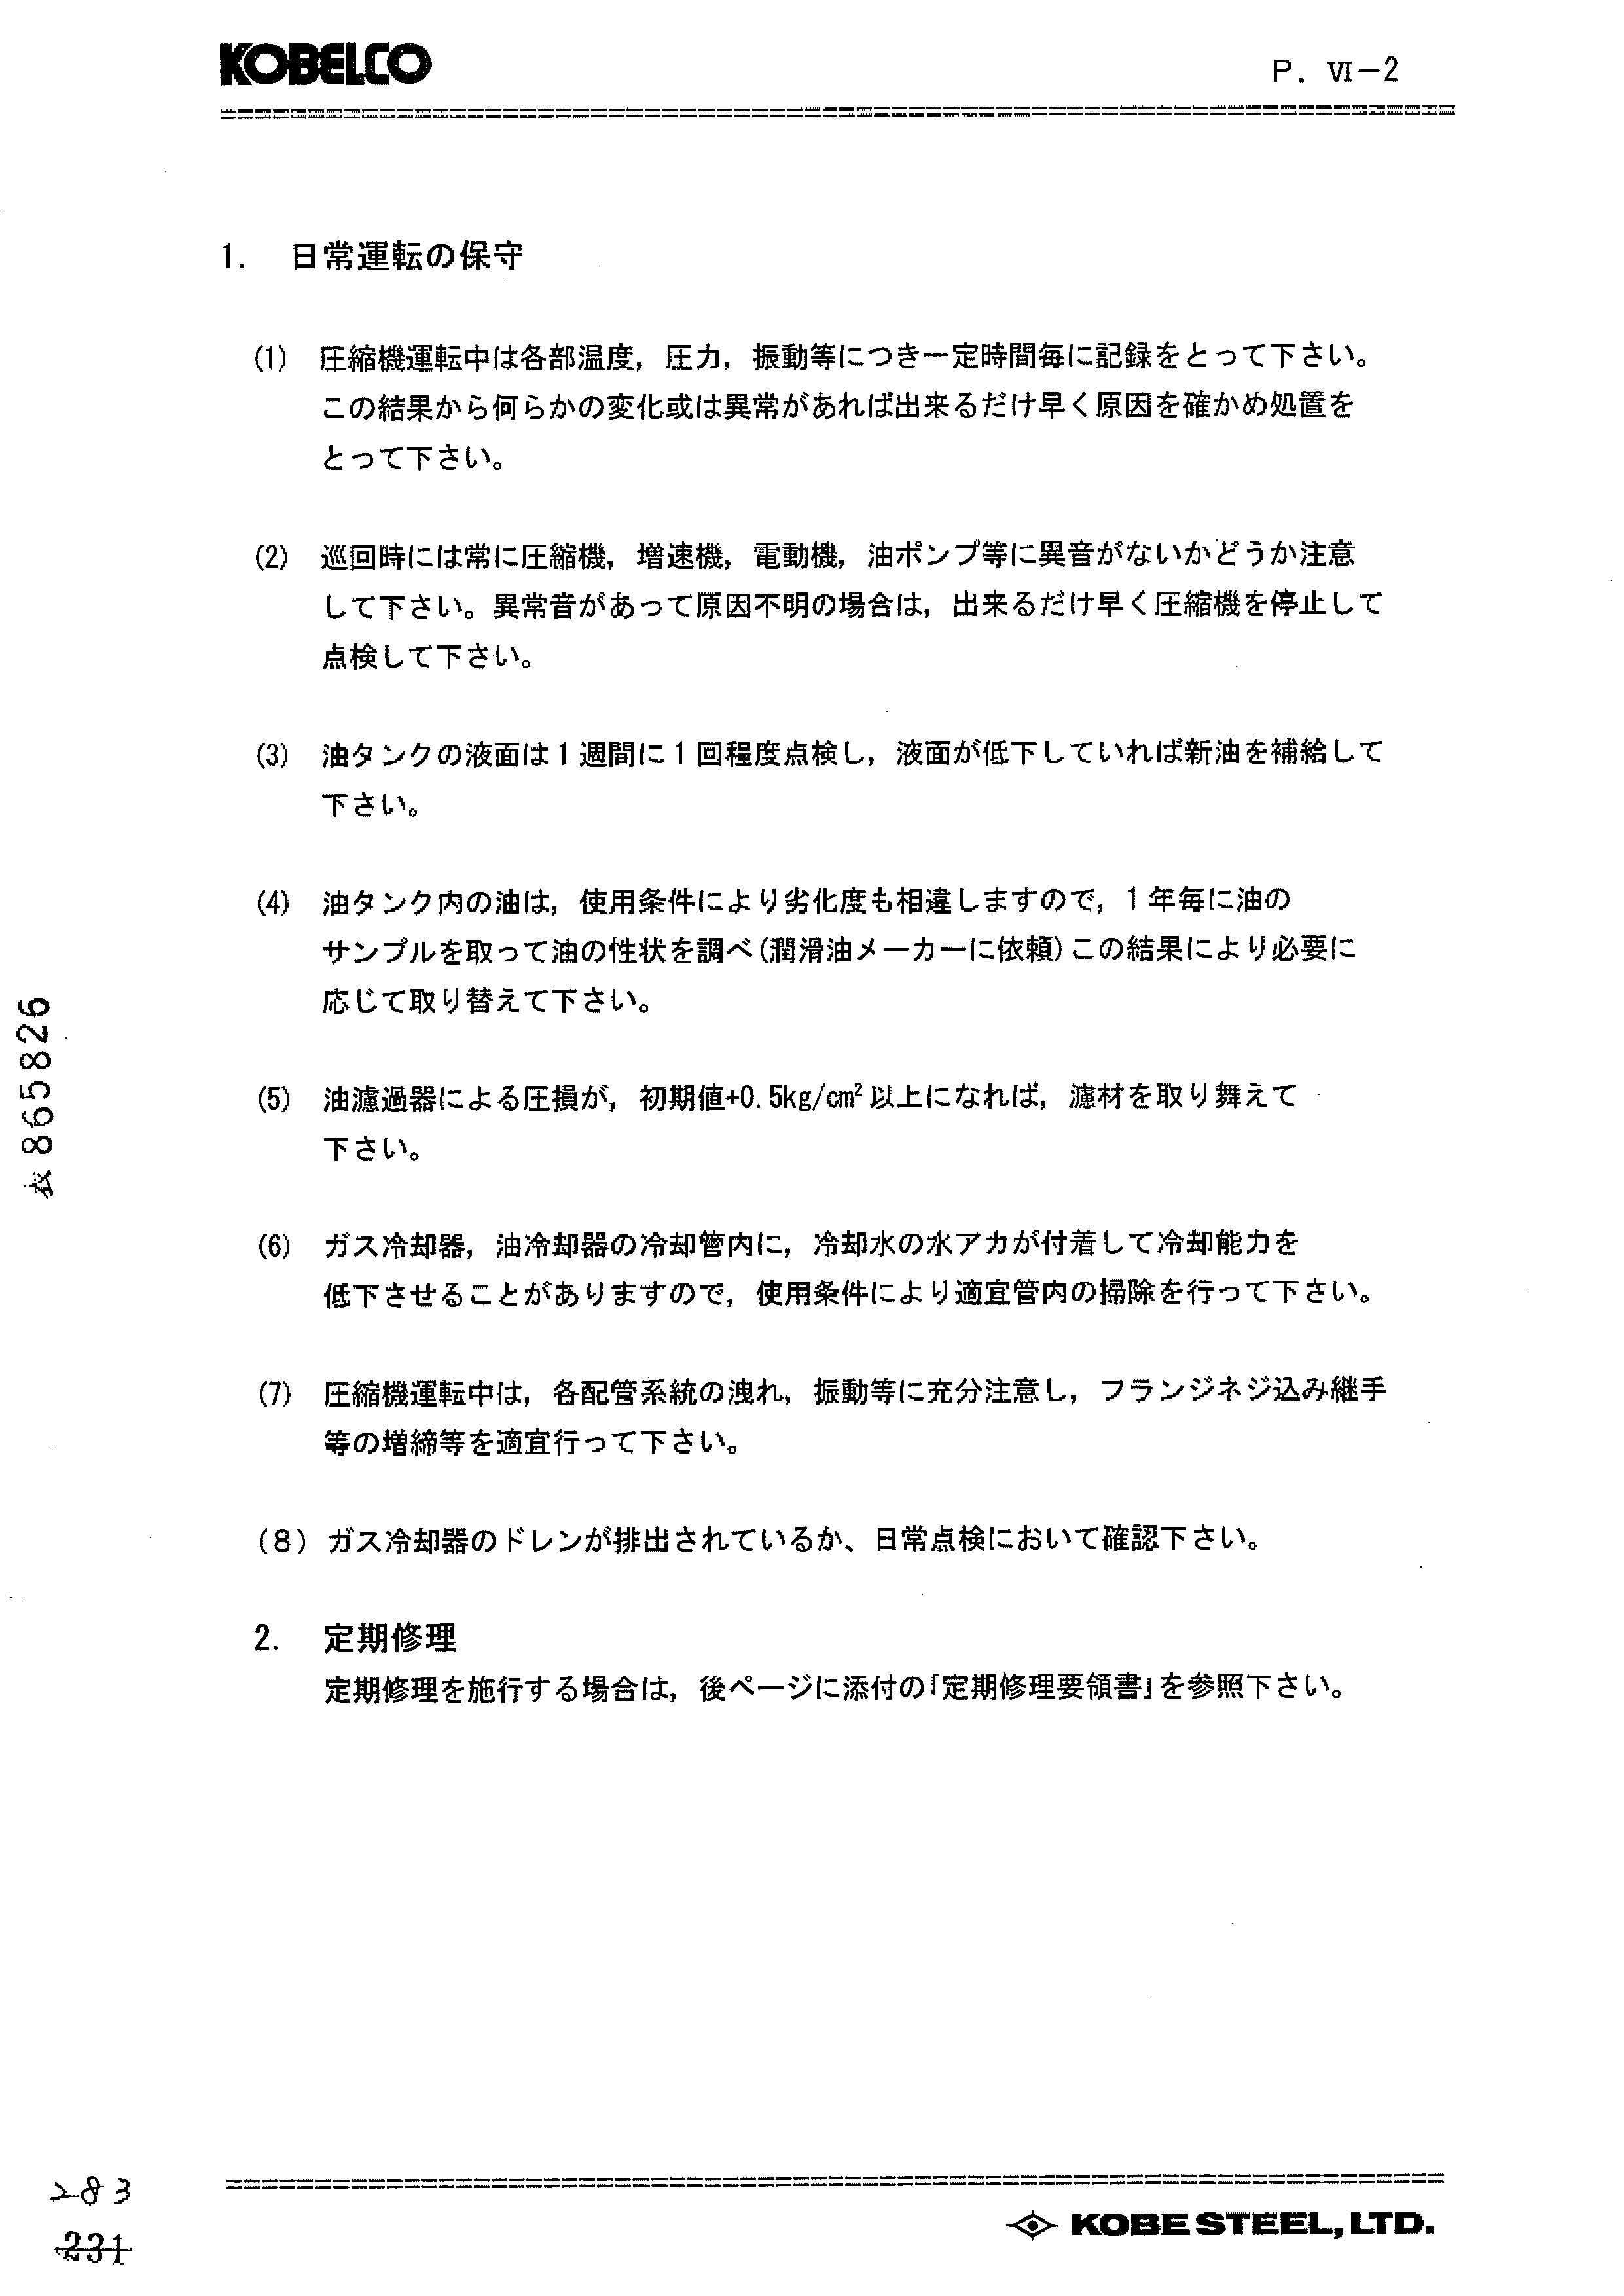 KOBELCO
P. Ⅵ-2
1. 日常運転の保守
(1) 圧縮機運転中は各部温度，圧力，振動等につき一定時間毎に記録をとって下さい。
この結果から何らかの変化或は異常があれば出来るだけ早く原因を確かめ処置を
とって下さい。
(2) 巡回時には常に圧縮機，増速機，電動機，油ポンプ等に異音がないかどうか注意
して下さい。異常音があって原因不明の場合は，出来るだけ早く圧縮機を停止して
点検して下さい。
(3) 油タンクの液面は１週間に１回程度点検し，液面が低下していれば新油を補給して
下さい。
(4) 油タンク内の油は，使用条件により劣化度も相違しますので，１年毎に油の
サンプルを取って油の性状を調べ(潤滑油メーカーに依頼)この結果により必要に
応じて取り替えて下さい。
(5) 油濾過器による圧損が，初期値+0.5kg/cm²以上になれば，濾材を取り舞えて
下さい。
(6) ガス冷却器，油冷却器の冷却管内に，冷却水の水アカが付着して冷却能力を
低下させることがありますので，使用条件により適宜管内の掃除を行って下さい。
(7) 圧縮機運転中は，各配管系統の洩れ，振動等に充分注意し，フランジネジ込み継手
等の増締等を適宜行って下さい。
(８) ガス冷却器のドレンが排出されているか、日常点検において確認下さい。
2. 定期修理
定期修理を施行する場合は，後ページに添付の「定期修理要領書」を参照下さい。
865826
283
231
KOBE STEEL, LTD.